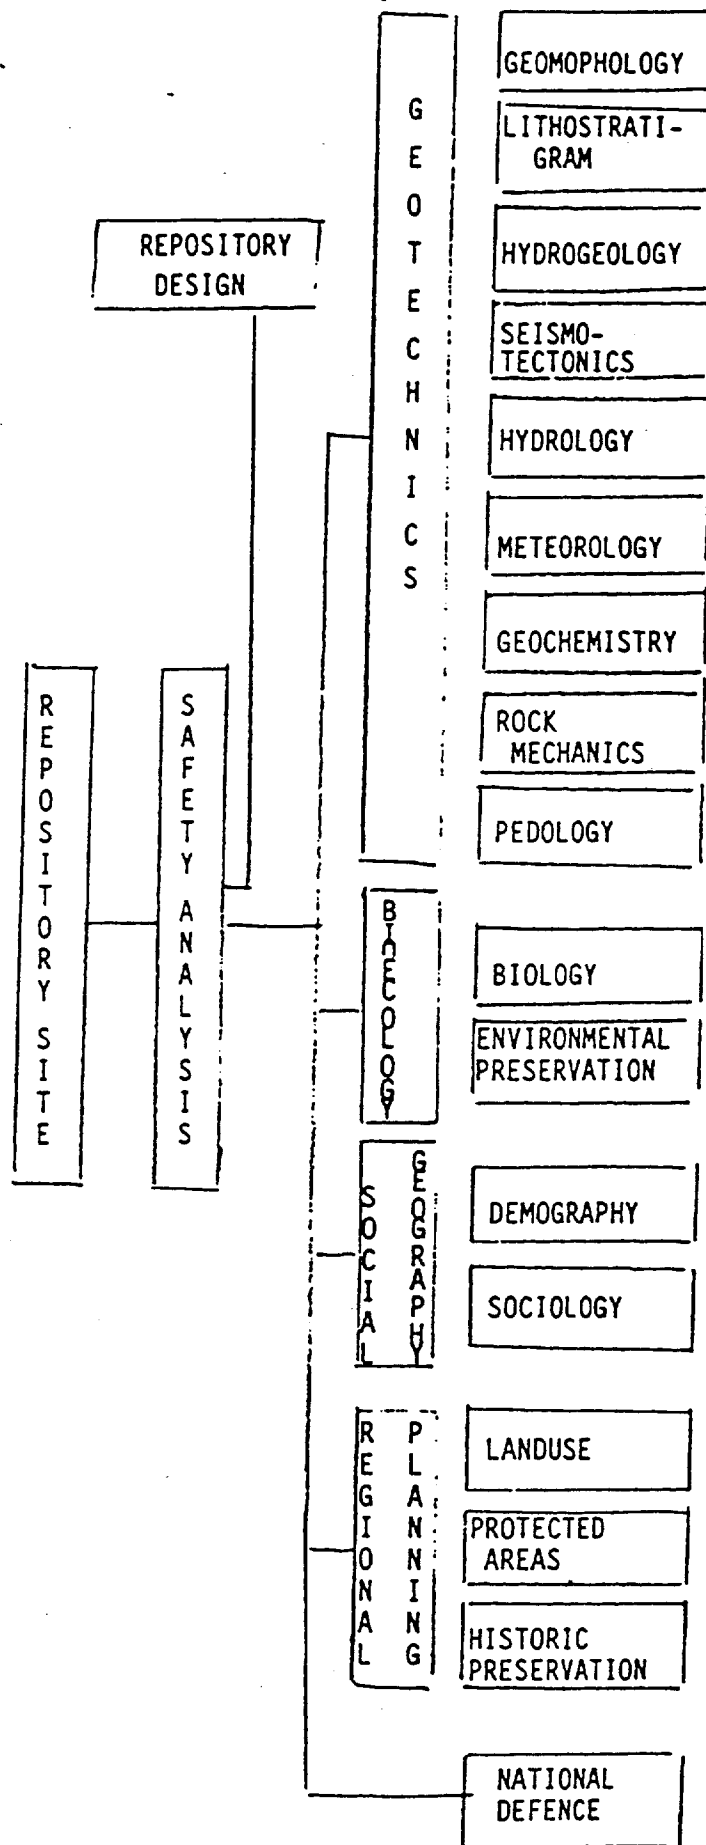 REPOSITORY
DESIGN
REPOSITORY SITE
SAFETY ANALYSIS
GEOTECHNICS
GEOMOPHOLOGY
LITHOSTRATI-
GRAM
HYDROGEOLOGY
SEISMO-
TECTONICS
HYDROLOGY
METEOROLOGY
GEOCHEMISTRY
ROCK
MECHANICS
PEDOLOGY
BIOECOLOGY
BIOLOGY
ENVIRONMENTAL
PRESERVATION
SOCIAL
GEOGRAPHY
DEMOGRAPHY
SOCIOLOGY
REGIONAL
PLANNING
LANDUSE
PROTECTED
AREAS
HISTORIC
PRESERVATION
NATIONAL
DEFENCE